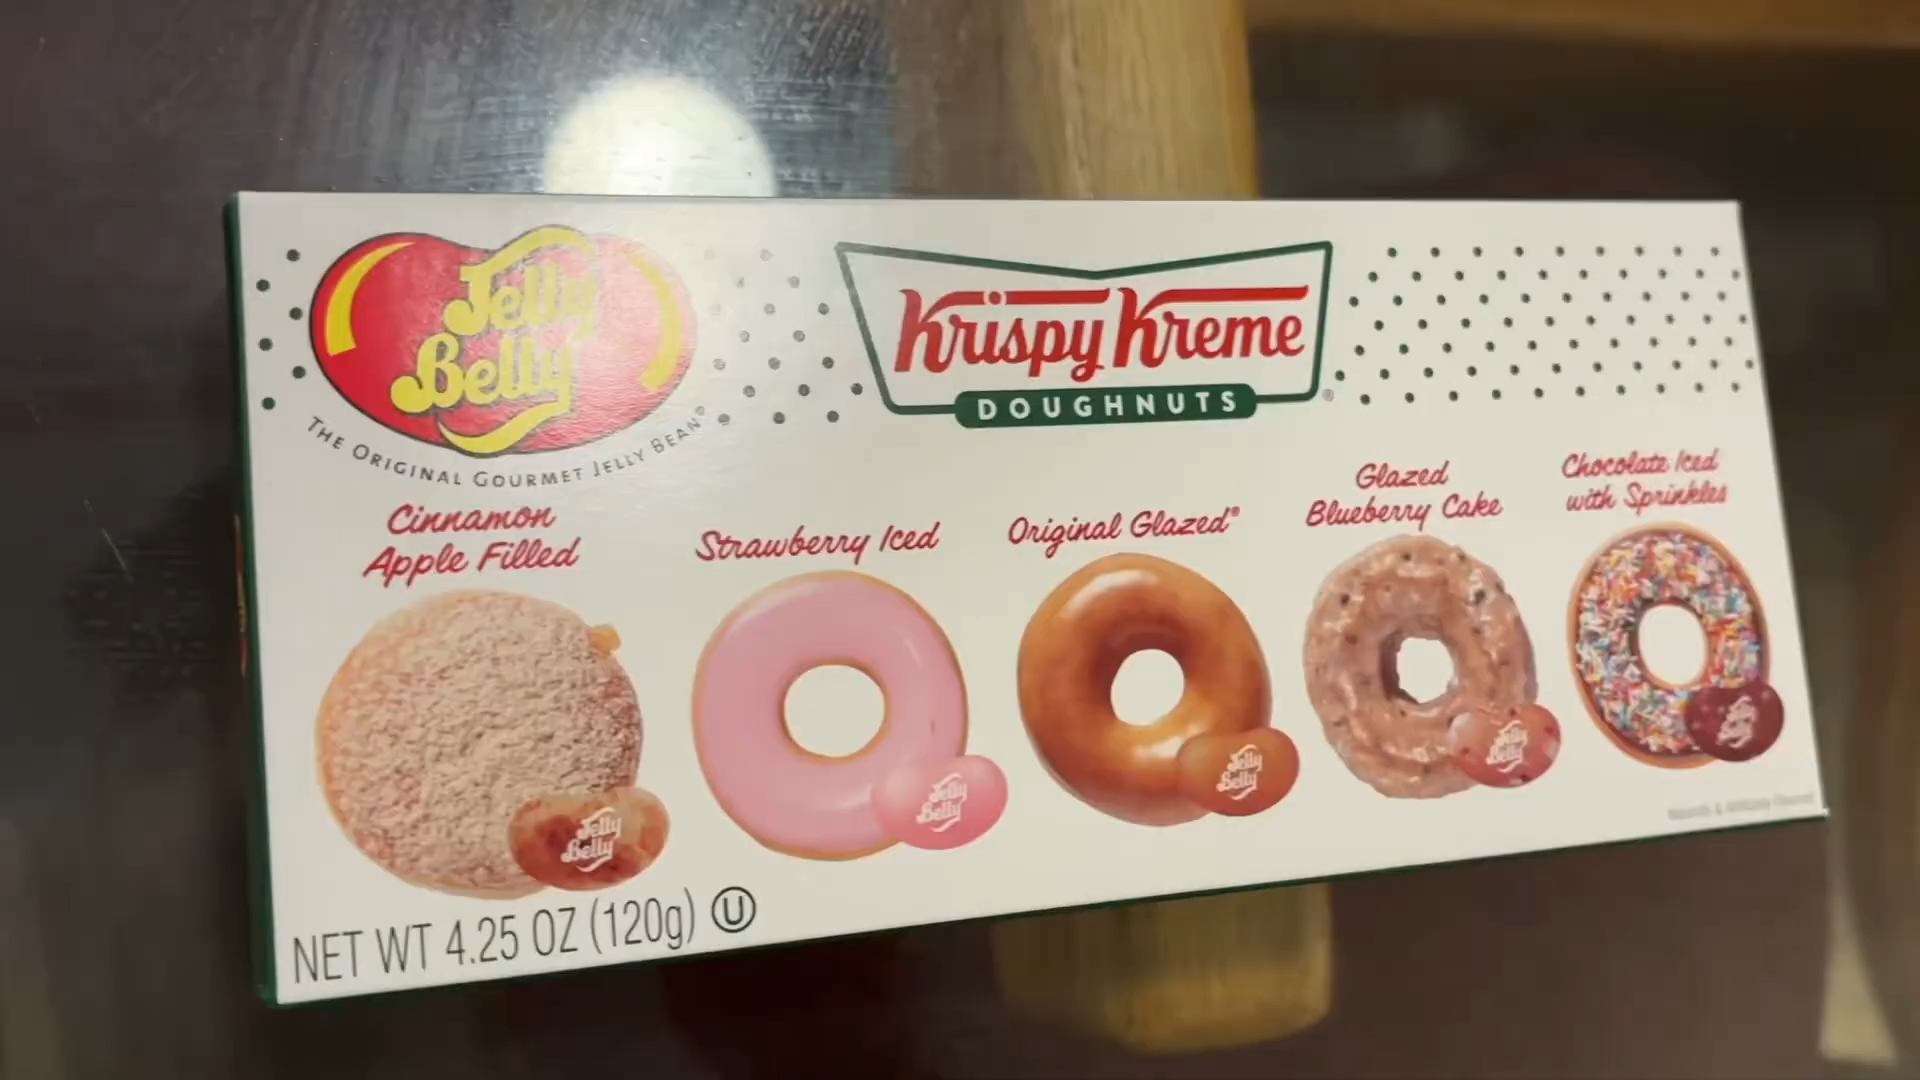 Jelly
Belly
THE ORIGINAL GOURMET JELLY BEAN®
Krispy Kreme
DOUGHNUTS®
Cinnamon
Apple Filled
Strawberry Iced
Original Glazed®
Glazed
Blueberry Cake
Chocolate Iced
with Sprinkles
Jelly
Belly
Jelly
Belly
Jelly
Belly
Jelly
Belly
Jelly
Belly
NET WT 4.25 OZ (120g) U